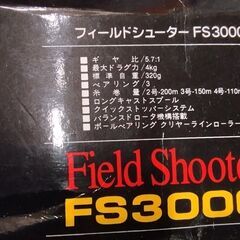 フィールドシューター FS3000
■ギヤ比/5.7:1
■最大ドラグ力/4kg
■標準自重/320g
■ベアリング/3
■糸巻量/2号-200m 3号-150m 4号-110m
■ロングキャストスプール
■クイックストッパーシステム
■バランスドロータ機構搭載
■ボールベアリング クリヤーラインローラー
Field Shoote
FS3000